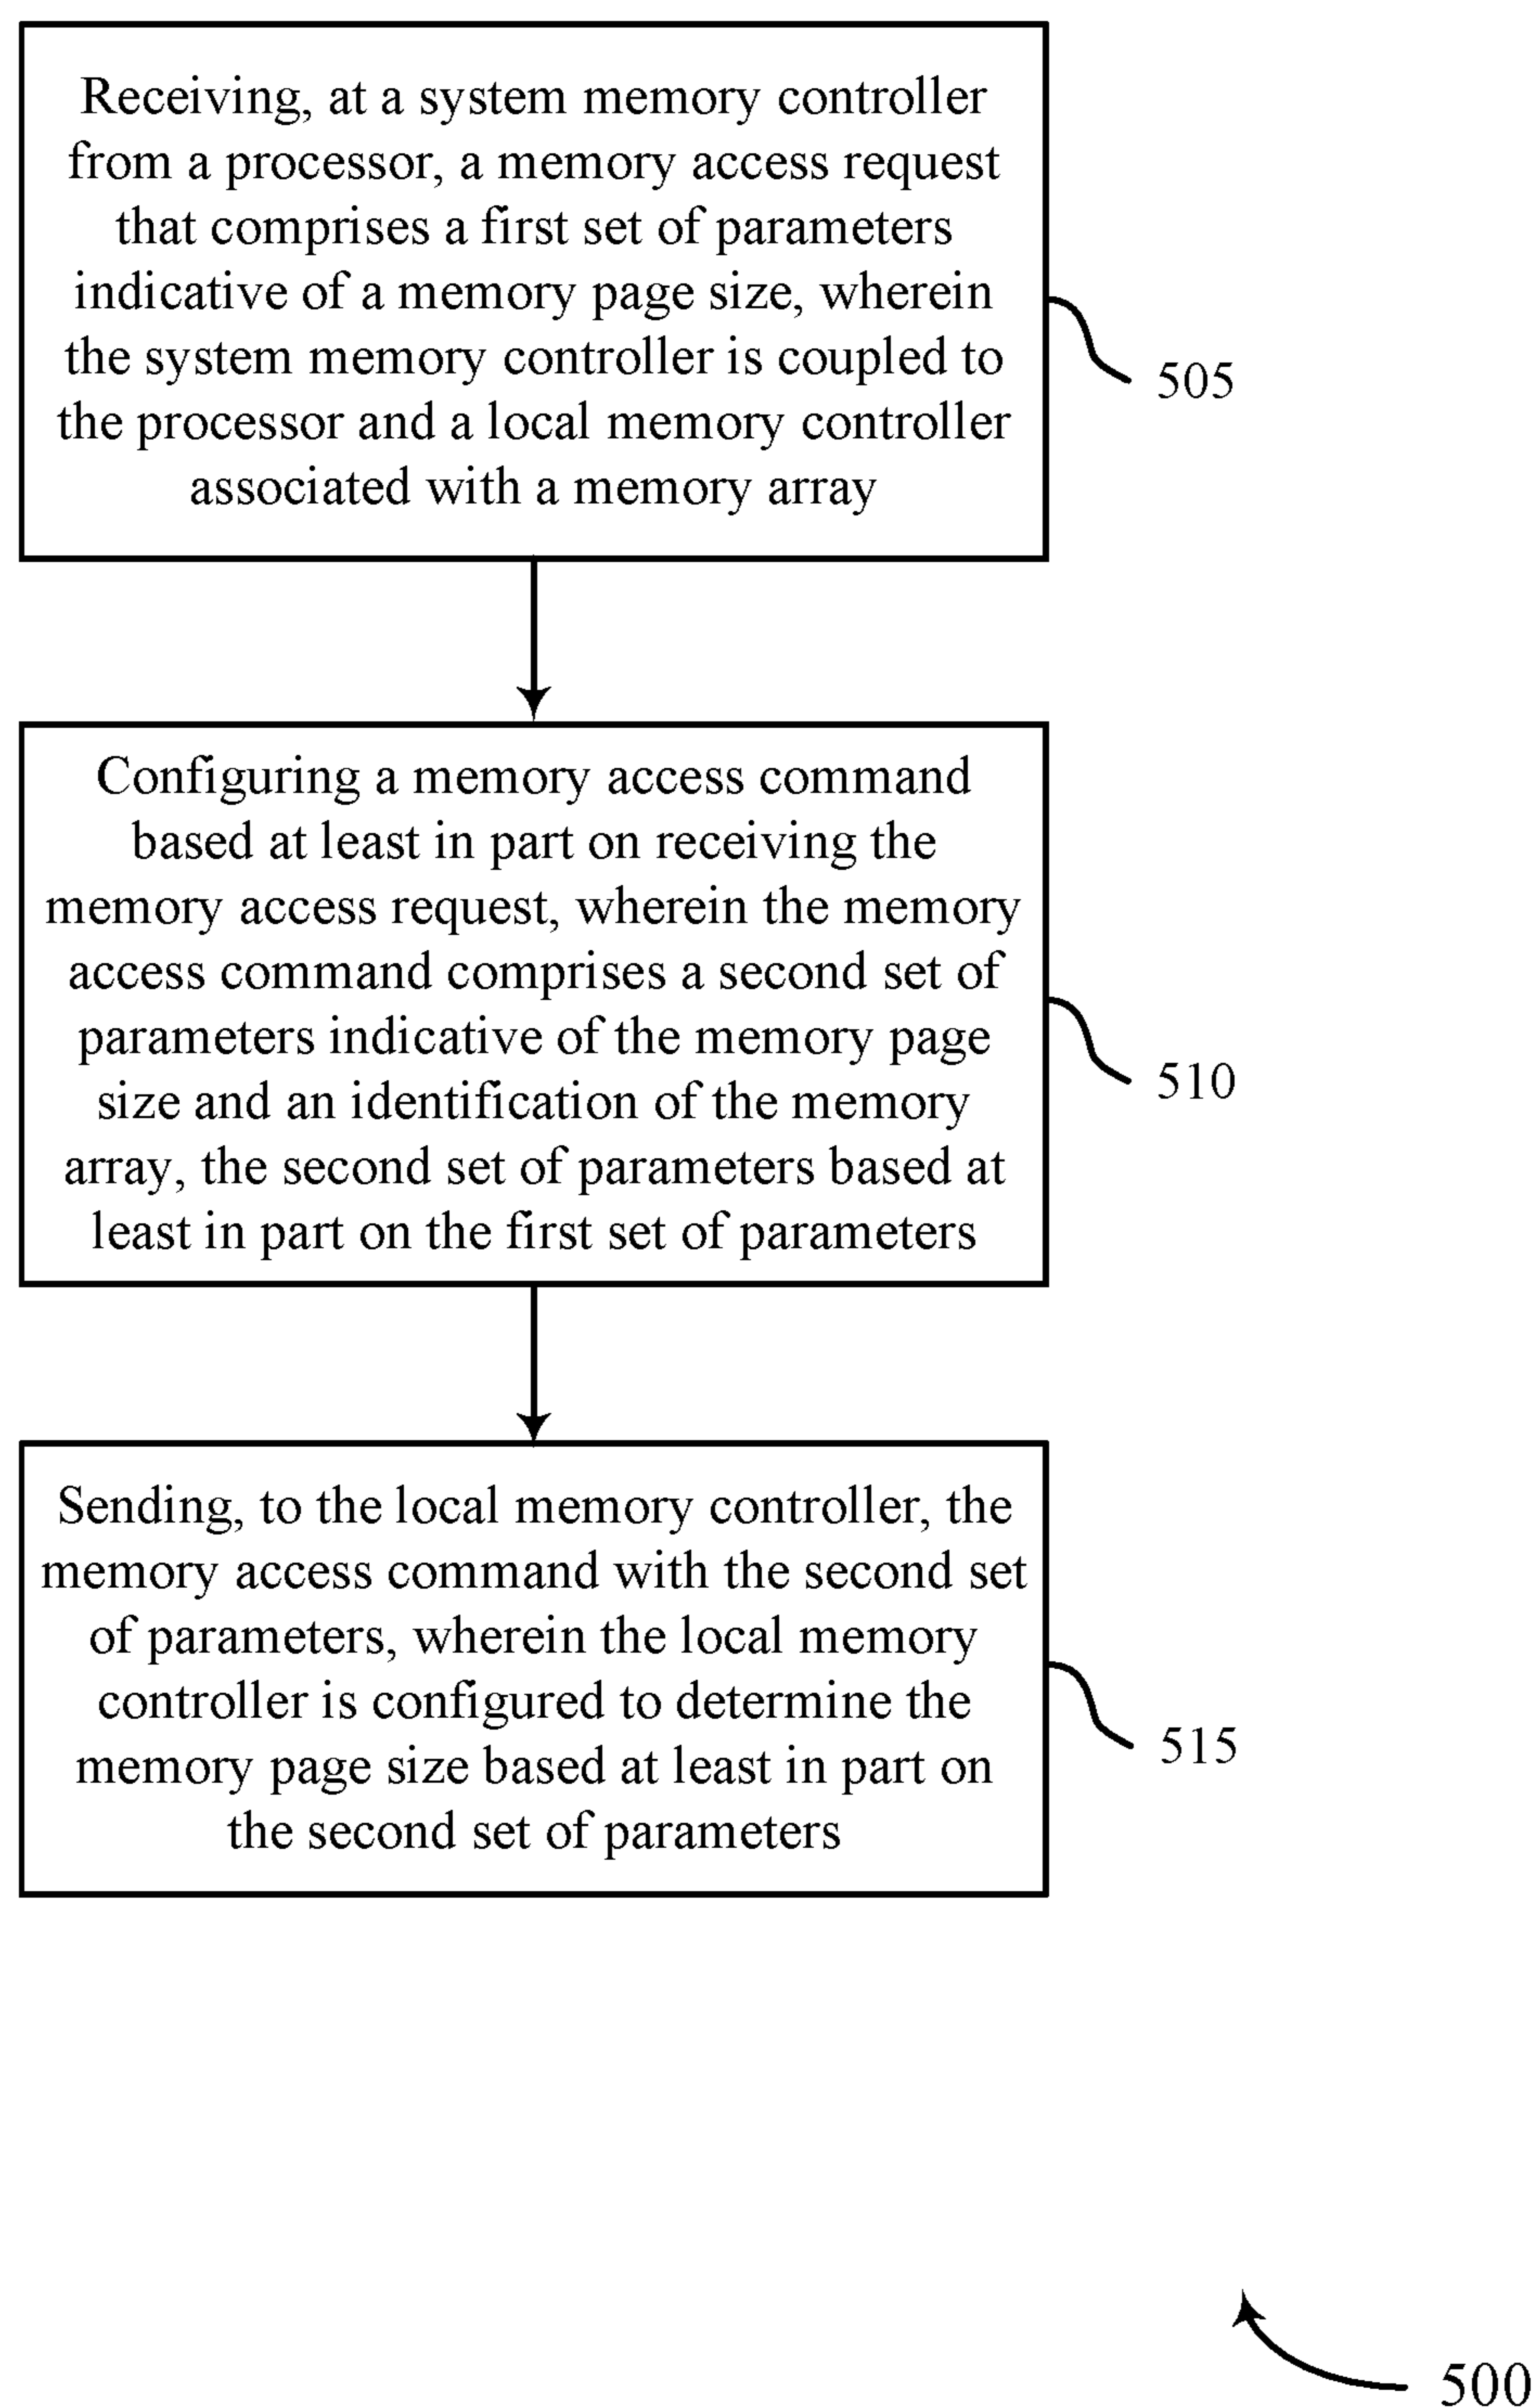 Receiving, at a system memory controller
from a processor, a memory access request
that comprises a first set of parameters
indicative of a memory page size, wherein
the system memory controller is coupled to
the processor and a local memory controller
associated with a memory array
505
Configuring a memory access command
based at least in part on receiving the
memory access request, wherein the memory
access command comprises a second set of
parameters indicative of the memory page
size and an identification of the memory
array, the second set of parameters based at
least in part on the first set of parameters
510
Sending, to the local memory controller, the
memory access command with the second set
of parameters, wherein the local memory
controller is configured to determine the
memory page size based at least in part on
the second set of parameters
515
500